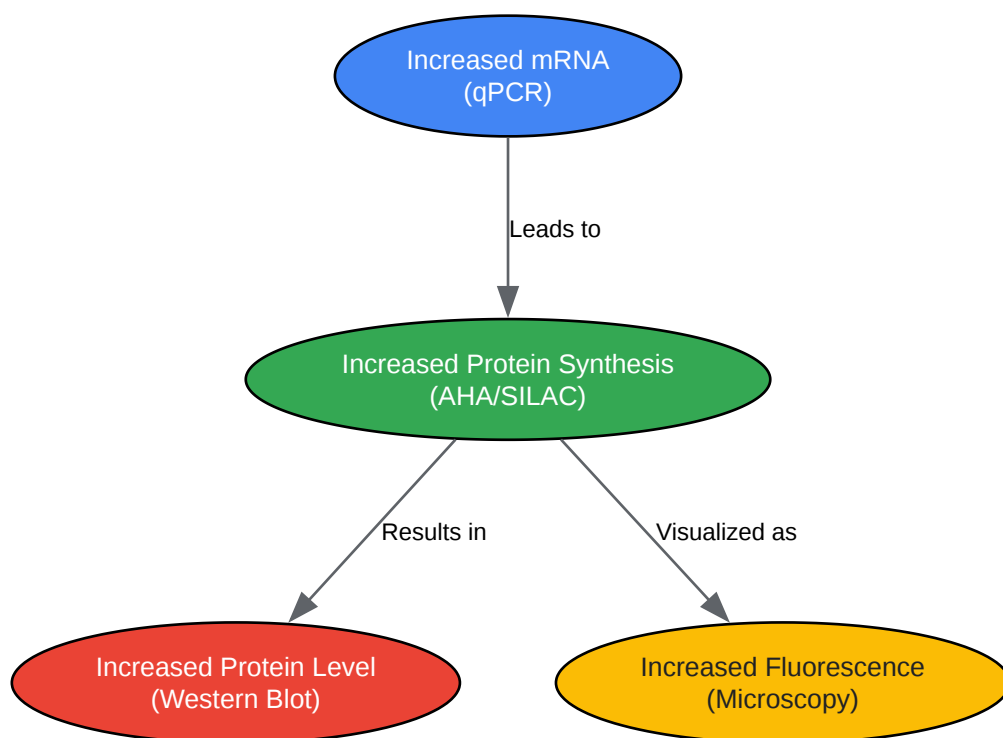 Increased mRNA
(qPCR)
Leads to
Increased Protein Synthesis
(AHA/SILAC)
Results in
Visualized as
Increased Protein Level
(Western Blot)
Increased Fluorescence
(Microscopy)